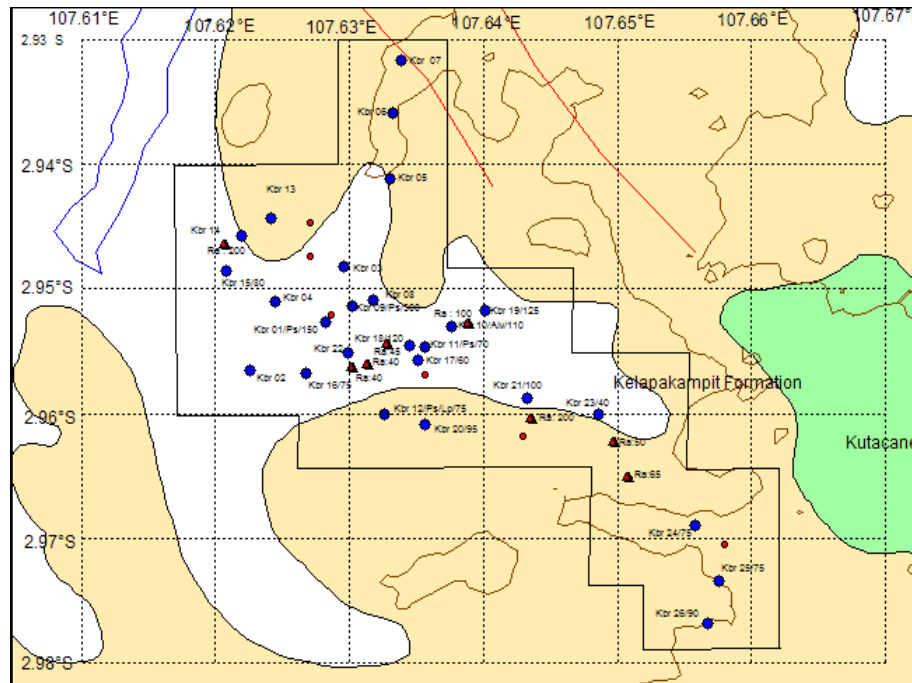 107.61°E 107.62°E 107.63°E 107.64°E 107.65°E 107.66°E 107.67°
2.93 S
Kbr 07
Kbr 06
2.94°S
Kbr 05
Kbr 13
Kbr 14
Ra : 200
Kbr 03
Kbr 15/80
2.95°S
Kbr 04
Kbr 08
Kbr 09/Ps/300
Kbr 19/125
Ra : 100
10/Alv/110
Kbr 01/Ps/150
Kbr 18/120
Kbr 11/Ps/70
Kbr 22
Ra:45
Kbr 17/60
Ra:40
Kbr 02
Kbr 16/75
Ra:40
Kelapakampit Formation
Kbr 21/100
Kbr 23/40
2.96°S
Kbr 12/Ps/Lp/75
Ra: 200
Kbr 20/95
Ra:90
Kutacane
Ra:65
2.97°S
Kbr 24/75
Kbr 25/75
Kbr 26/90
2.98°S